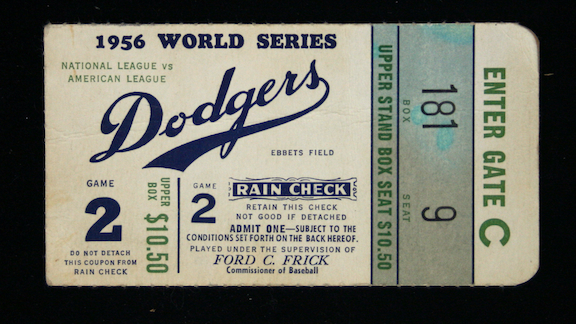 1956 WORLD SERIES
NATIONAL LEAGUE vs
AMERICAN LEAGUE
Dodgers
EBBETS FIELD
GAME
2
DO NOT DETACH
THIS COUPON FROM
RAIN CHECK
UPPER
BOX $10.50
GAME
2
RAIN CHECK
RETAIN THIS CHECK
NOT GOOD IF DETACHED
ADMIT ONE—SUBJECT TO THE
CONDITIONS SET FORTH ON THE BACK HEREOF.
PLAYED UNDER THE SUPERVISION OF
FORD C. FRICK
Commissioner of Baseball
UPPER STAND BOX SEAT $10.50
181
BOX
9
SEAT
ENTER GATE C